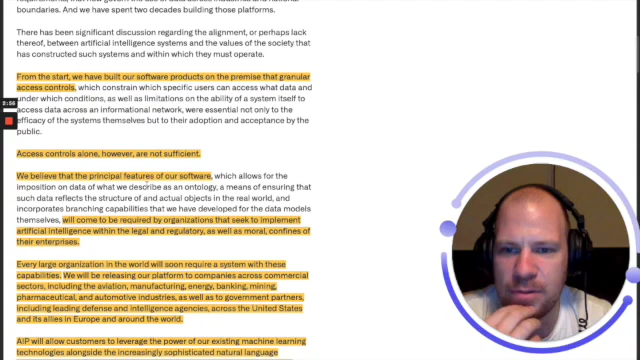 boundaries. And we have spent two decades building those platforms.
There has been significant discussion regarding the alignment, or perhaps lack
thereof, between artificial intelligence systems and the values of the society that
has constructed such systems and within which they must operate.
From the start, we have built our software products on the premise that granular
access controls, which constrain which specific users can access what data and
under which conditions, as well as limitations on the ability of a system itself to
access data across an informational network, were essential not only to the
efficacy of the systems themselves but to their adoption and acceptance by the
public.
Access controls alone, however, are not sufficient.
We believe that the principal features of our software, which allows for the
imposition on data of what we describe as an ontology, a means of ensuring that
such data reflects the structure of and actual objects in the real world, and
incorporates branching capabilities that we have developed for the data models
themselves, will come to be required by organizations that seek to implement
artificial intelligence within the legal and regulatory, as well as moral, confines of
their enterprises.
Every large organization in the world will soon require a system with these
capabilities. We will be releasing our platform to companies across commercial
sectors, including the aviation, manufacturing, energy, banking, mining,
pharmaceutical, and automotive industries, as well as to government partners,
including leading defense and intelligence agencies, across the United States
and its allies in Europe and around the world.
AIP will allow customers to leverage the power of our existing machine learning
technologies alongside the increasingly sophisticated natural language